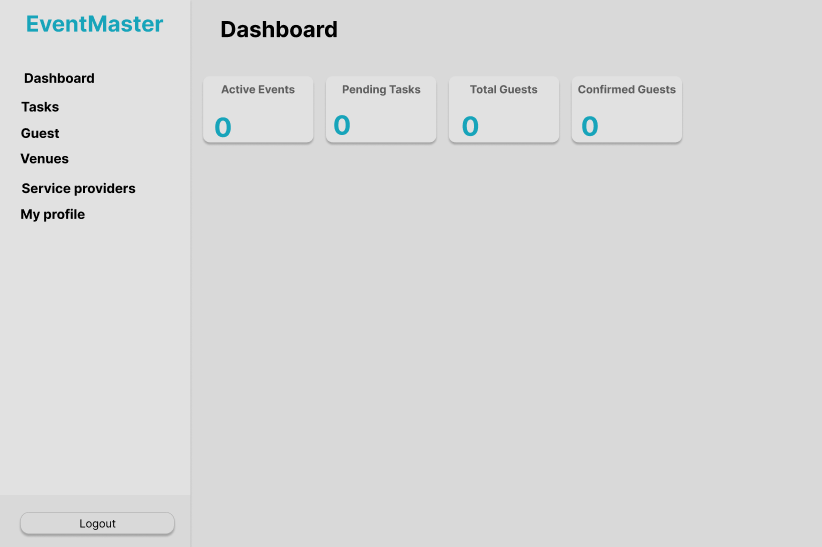 EventMaster
Dashboard
Tasks
Guest
Venues
Service providers
My profile
Logout
Dashboard
Active Events
0
Pending Tasks
0
Total Guests
0
Confirmed Guests
0